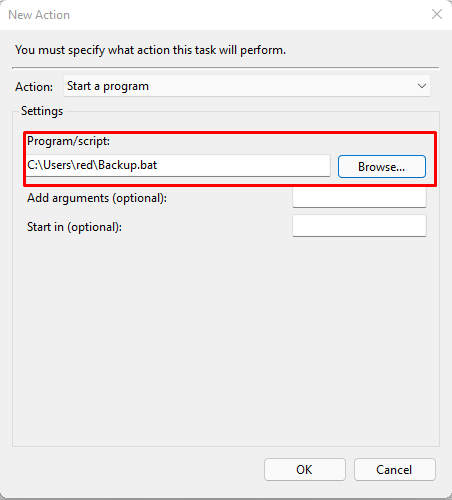 New Action
You must specify what action this task will perform.
Action: Start a program
Settings
Program/script:
C:\Users\red\Backup.bat Browse...
Add arguments (optional):
Start in (optional):
OK Cancel